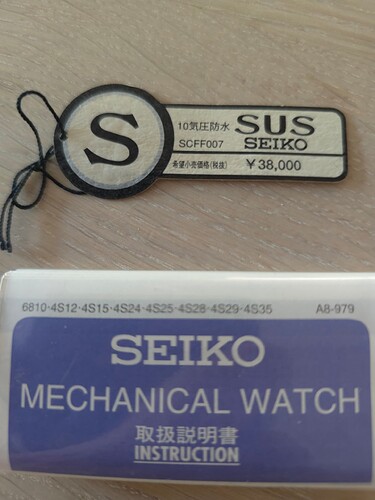 S
10気圧防水 SUS
SCFF007 SEIKO
希望小売価格(税抜) ¥38,000
6810·4S12·4S15·4S24·4S25·4S28·4S29·4S35 A8-979
SEIKO
MECHANICAL WATCH
取扱説明書
INSTRUCTION